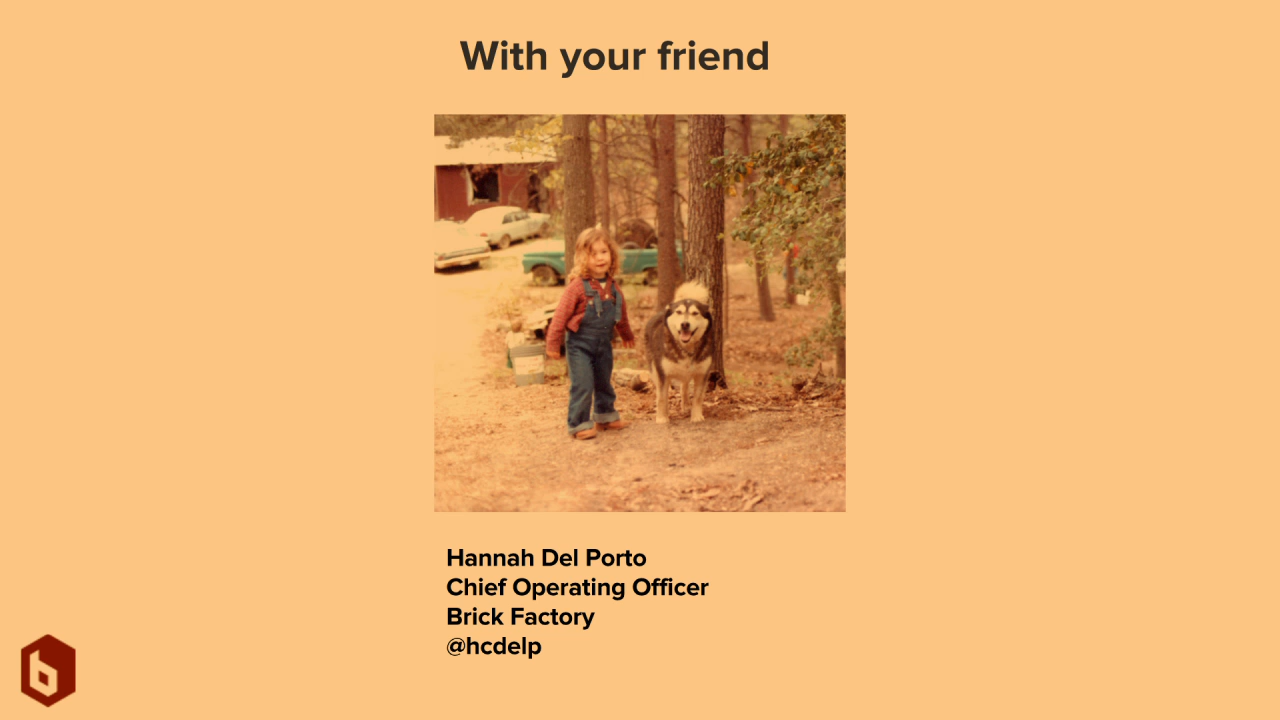 With your friend
Hannah Del Porto
Chief Operating Officer
Brick Factory
@hcdelp